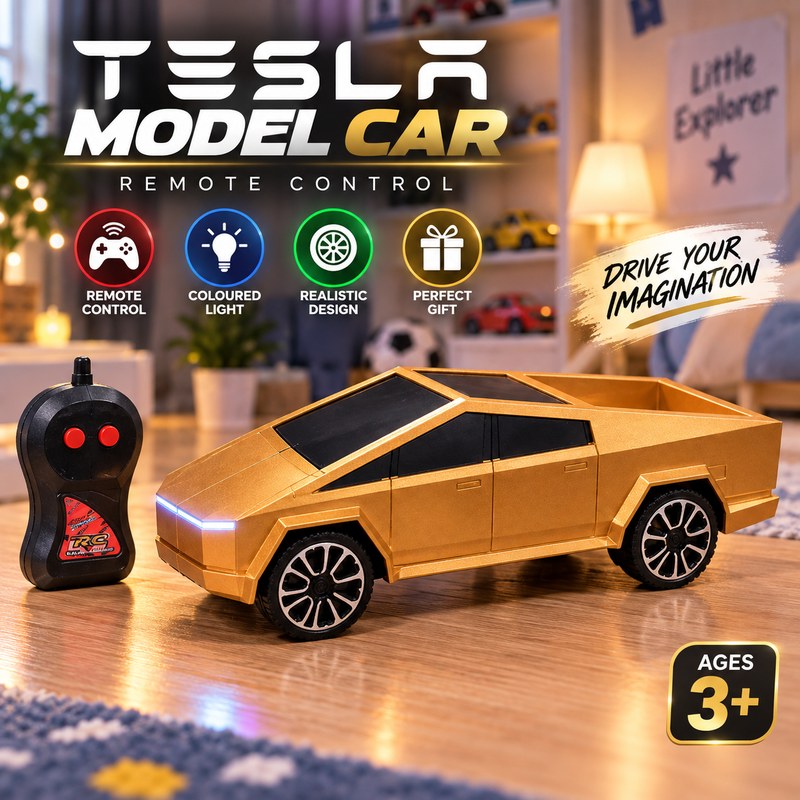 TESLA
MODEL CAR
REMOTE CONTROL
REMOTE
CONTROL
COLOURED
LIGHT
REALISTIC
DESIGN
PERFECT
GIFT
Little
Explorer
DRIVE YOUR
IMAGINATION
RC
AGES
3+